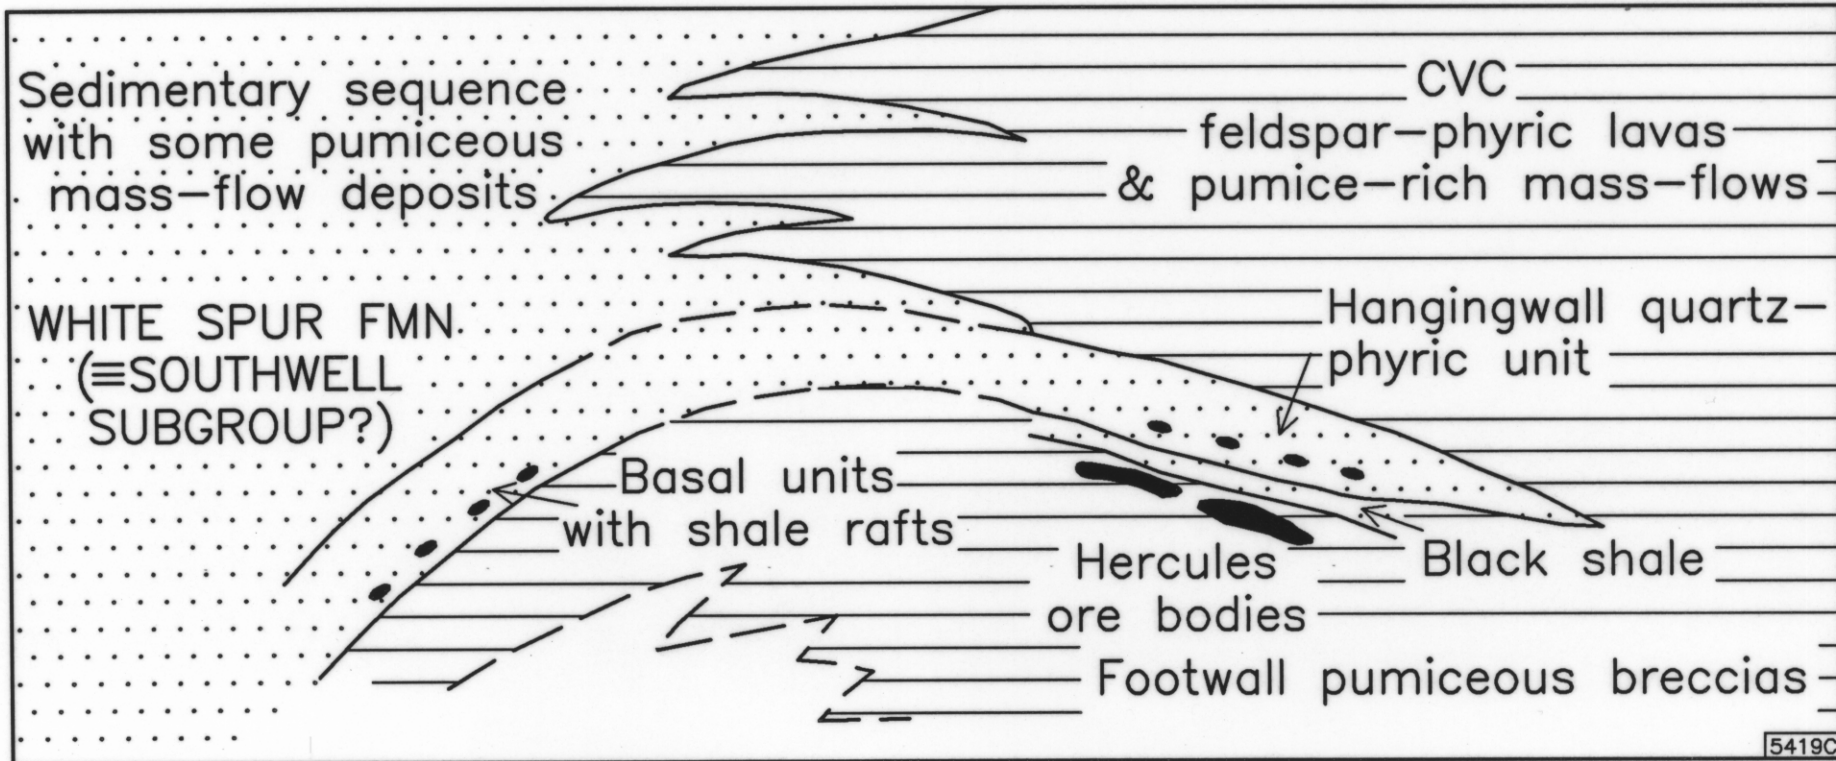 Sedimentary sequence
with some pumiceous
mass-flow deposits
CVC
feldspar-phyric lavas
& pumice-rich mass-flows
WHITE SPUR FMN
(≡SOUTHWELL
SUBGROUP?)
Hangingwall quartz-
phyric unit
Basal units
with shale rafts
Hercules
ore bodies
Black shale
Footwall pumiceous breccias
5419C